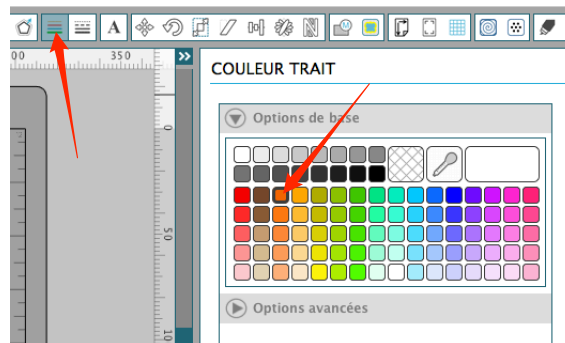 A
M
00
350
COULEUR TRAIT
Options de base
0
50
Options avancées
10